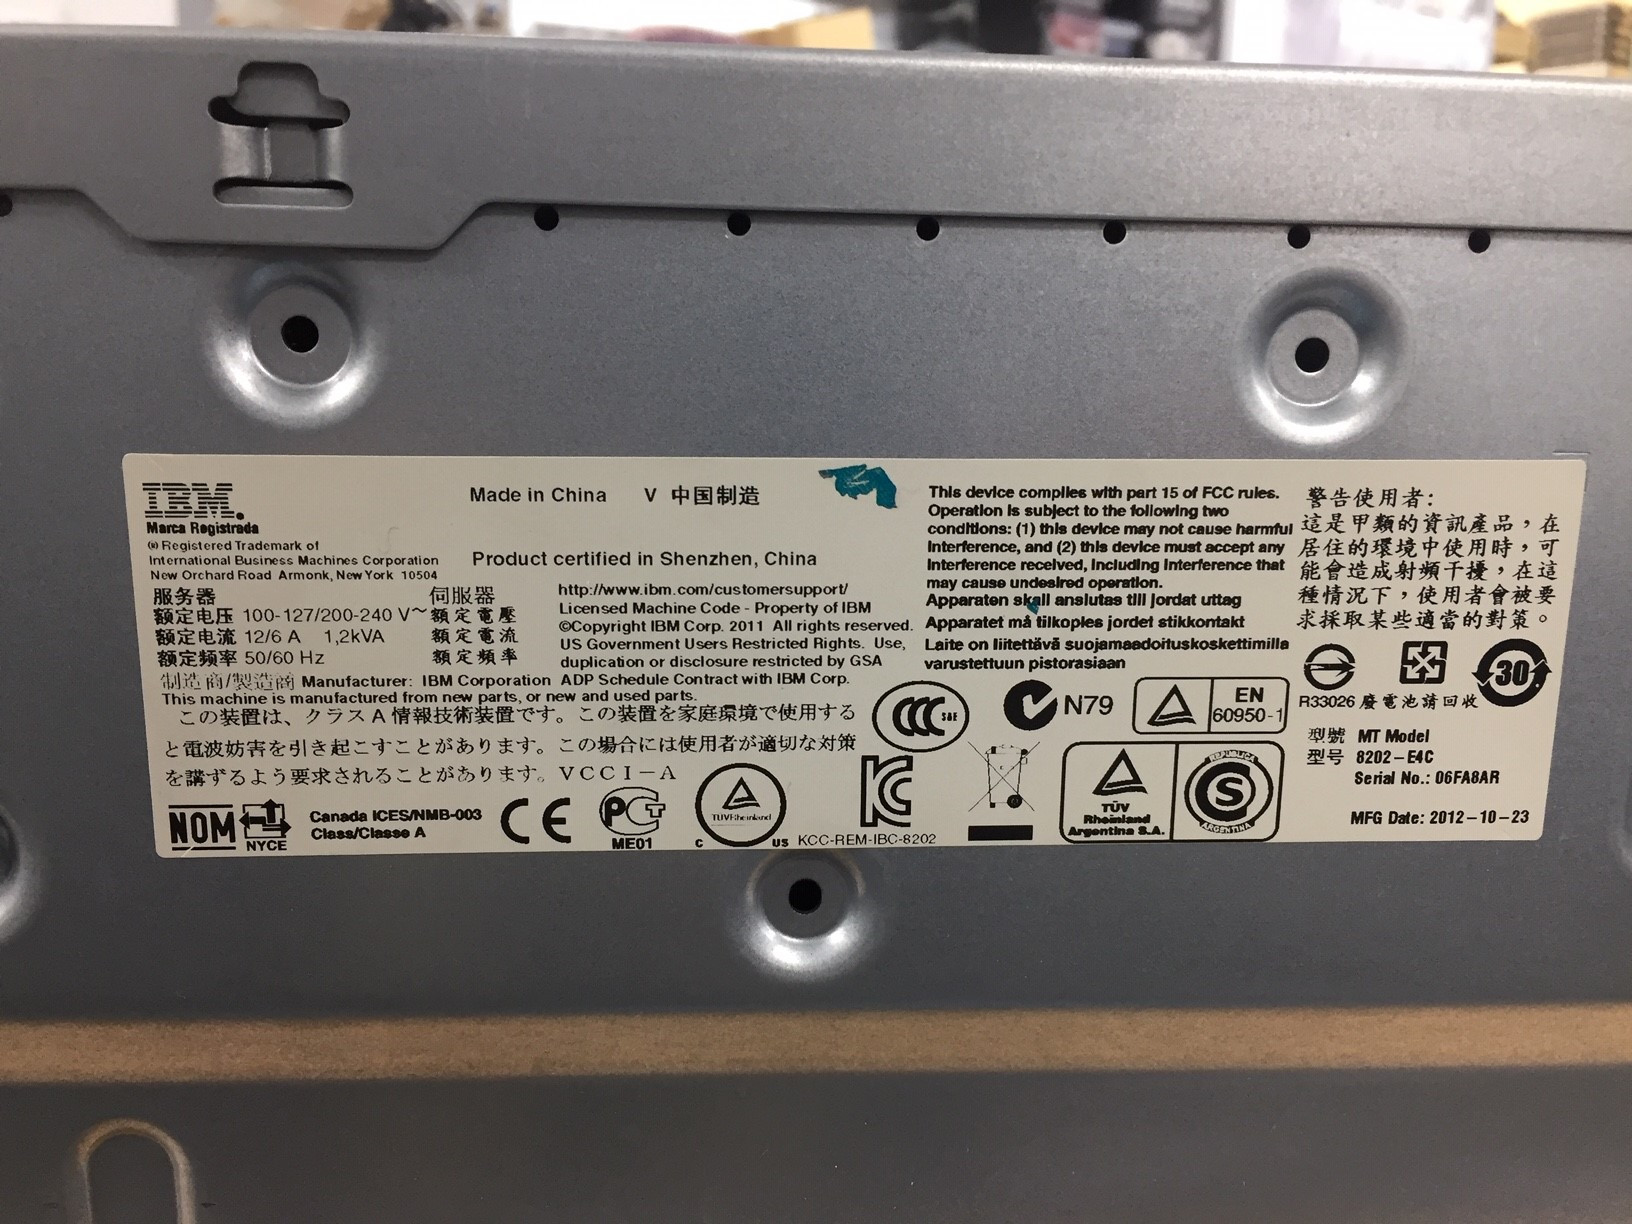 IBM.
Marca Registrada
® Registered Trademark of
International Business Machines Corporation
New Orchard Road Armonk, New York 10504
Made in China V 中国制造
Product certified in Shenzhen, China
服务器 伺服器
额定电压 100-127/200-240 V~ 額定電壓
额定电流 12/6 A 1,2kVA 額定電流
额定频率 50/60 Hz 額定頻率
制造商/製造商 Manufacturer: IBM Corporation
This machine is manufactured from new parts, or new and used parts.
http://www.ibm.com/customersupport/
Licensed Machine Code - Property of IBM
©Copyright IBM Corp. 2011 All rights reserved.
US Government Users Restricted Rights. Use,
duplication or disclosure restricted by GSA
ADP Schedule Contract with IBM Corp.
この装置は、クラスA情報技術装置です。この装置を家庭環境で使用する
と電波妨害を引き起こすことがあります。この場合には使用者が適切な対策
を講ずるよう要求されることがあります。VCCI-A
NOM
NYCE
Canada ICES/NMB-003
Class/Classe A
CE
PCT
ME01
TÜVRheinland
C US
KCC-REM-IBC-8202
This device complies with part 15 of FCC rules.
Operation is subject to the following two
conditions: (1) this device may not cause harmful
interference, and (2) this device must accept any
interference received, including interference that
may cause undesired operation.
Apparaten skall anslutas till jordat uttag
Apparatet må tilkoples jordet stikkontakt
Laite on liitettävä suojamaadoituskoskettimilla
varustettuun pistorasiaan
CCC S&E
N79
EN
60950-1
KC
TÜV
Rheinland
Argentina S.A.
REPUBLICA
S
ARGENTINA
警告使用者:
這是甲類的資訊產品，在
居住的環境中使用時，可
能會造成射頻干擾，在這
種情況下，使用者會被要
求採取某些適當的對策。
30
R33026 廢電池請回收
型號 MT Model
型号 8202-E4C
Serial No.: 06FA8AR
MFG Date: 2012-10-23